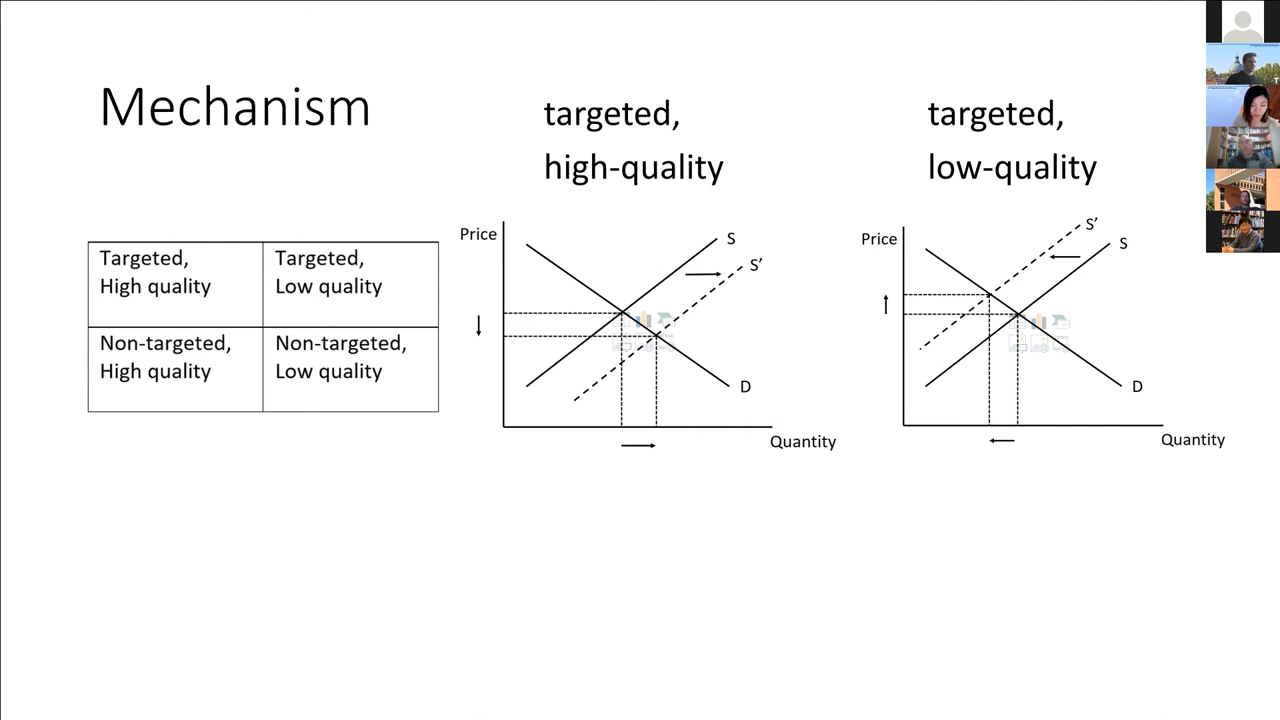 Mechanism
targeted,
high-quality
targeted,
low-quality
Targeted,
High quality
Targeted,
Low quality
Non-targeted,
High quality
Non-targeted,
Low quality
Price
S
S’
D
Quantity
Price
S’
S
D
Quantity